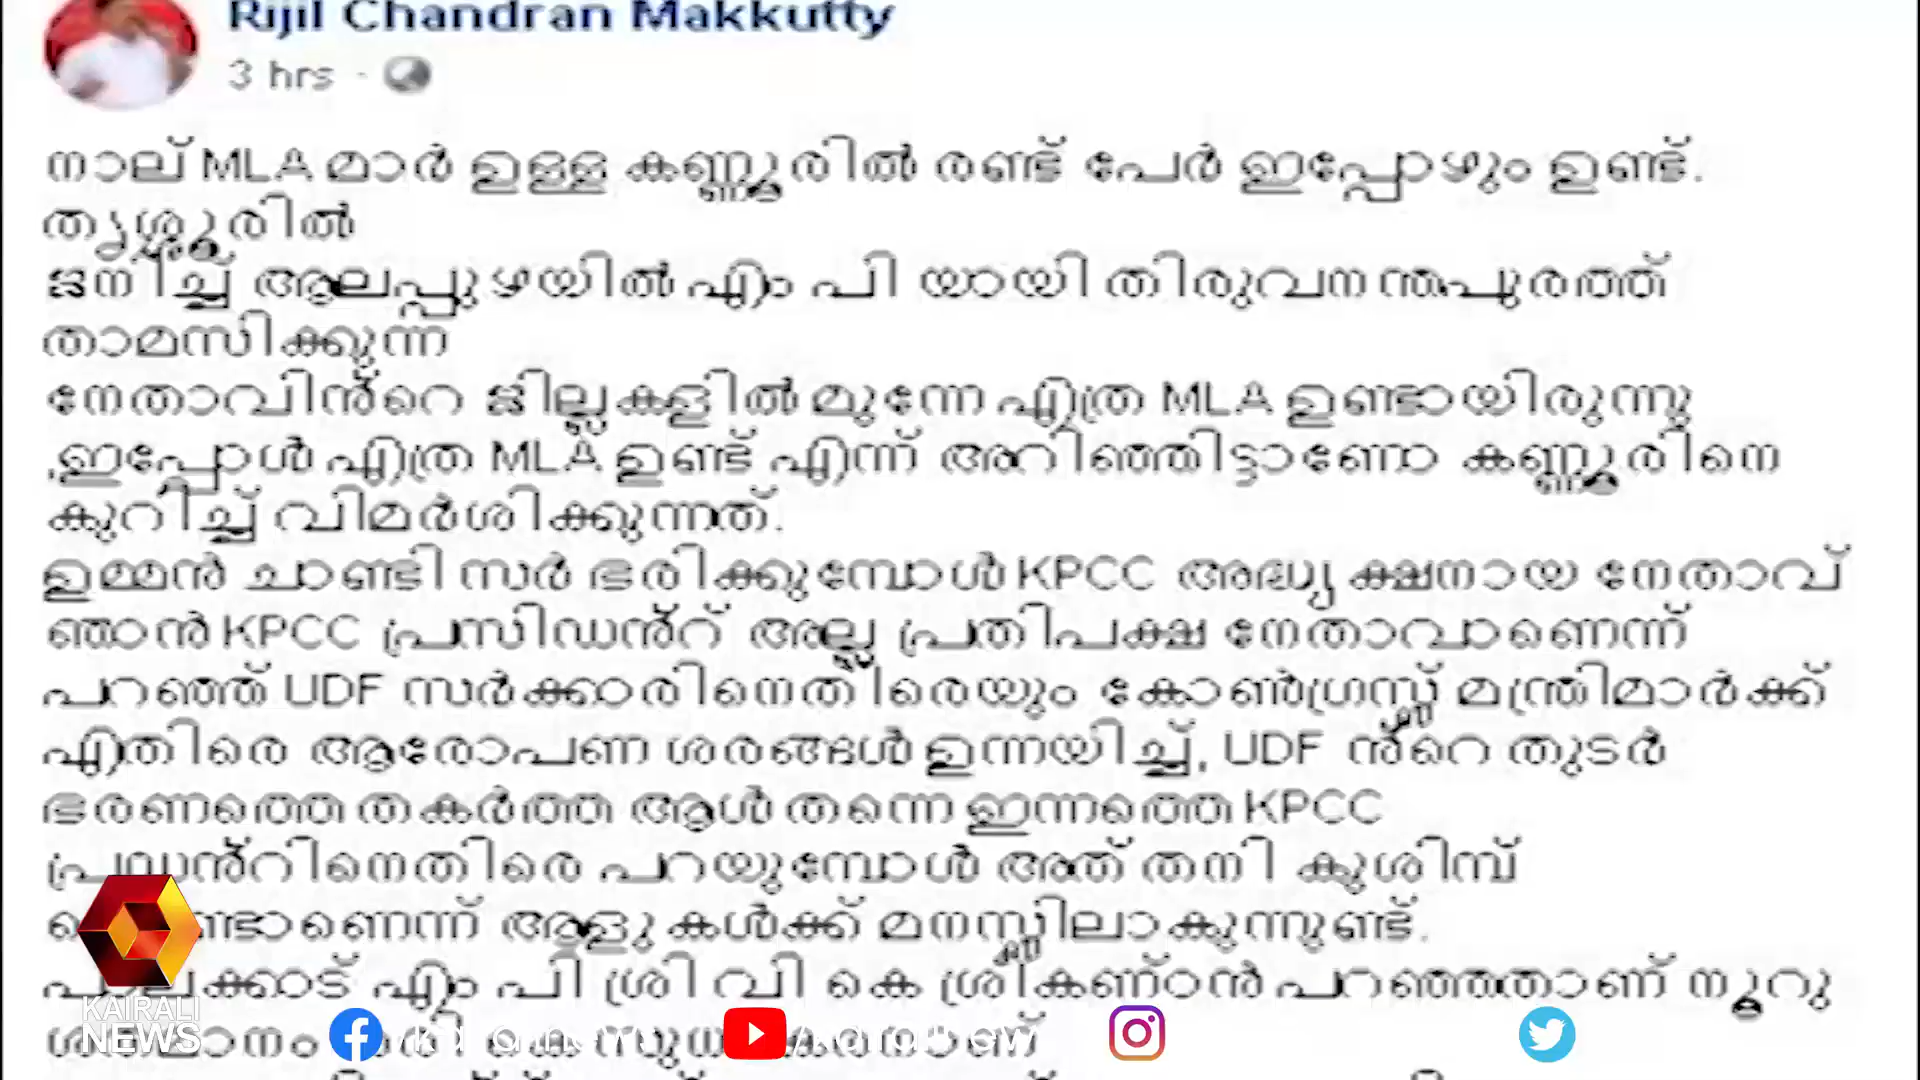 Rijil Chandran Makkutty
3 hrs ·
നാല് MLA മാർ ഉള്ള കണ്ണൂരിൽ രണ്ട് പേർ ഇപ്പോഴും ഉണ്ട്.
തൃശ്ശൂരിൽ
ജനിച്ച് ആലപ്പുഴയിൽ എം പി യായി തിരുവനന്തപുരത്ത്
താമസിക്കുന്ന
നേതാവിൻ്റെ ജില്ലകളിൽ മുന്നേ എത്ര MLA ഉണ്ടായിരുന്നു
,ഇപ്പോൾ എത്ര MLA ഉണ്ട് എന്ന് അറിഞ്ഞിട്ടാണോ കണ്ണൂരിനെ
കുറിച്ച് വിമർശിക്കുന്നത്.
ഉമ്മൻ ചാണ്ടി സർ ഭരിക്കുമ്പോൾ KPCC അദ്ധ്യക്ഷനായ നേതാവ്
ഞാൻ KPCC പ്രസിഡൻ്റ് അല്ല പ്രതിപക്ഷ നേതാവാണെന്ന്
പറഞ്ഞ് UDF സർക്കാരിനെതിരെയും കോൺഗ്രസ്സ് മന്ത്രിമാർക്ക്
എതിരെ ആരോപണ ശരങ്ങൾ ഉന്നയിച്ച്, UDF ൻ്റെ തുടർ
ഭരണത്തെ തകർത്ത ആൾ തന്നെ ഇന്നത്തെ KPCC
പറയുമ്പോൾ അത് തനി കുശിമ്പ്
ആളുകൾക്ക് മനസ്സിലാകുന്നുണ്ട്.
പാലക്കാട് എം പി ശ്രി വി കെ ശ്രീകണ്ഠൻ പറഞ്ഞതാണ് നൂറു
KAIRALI
NEWS
/kairalinews
/kairalinews